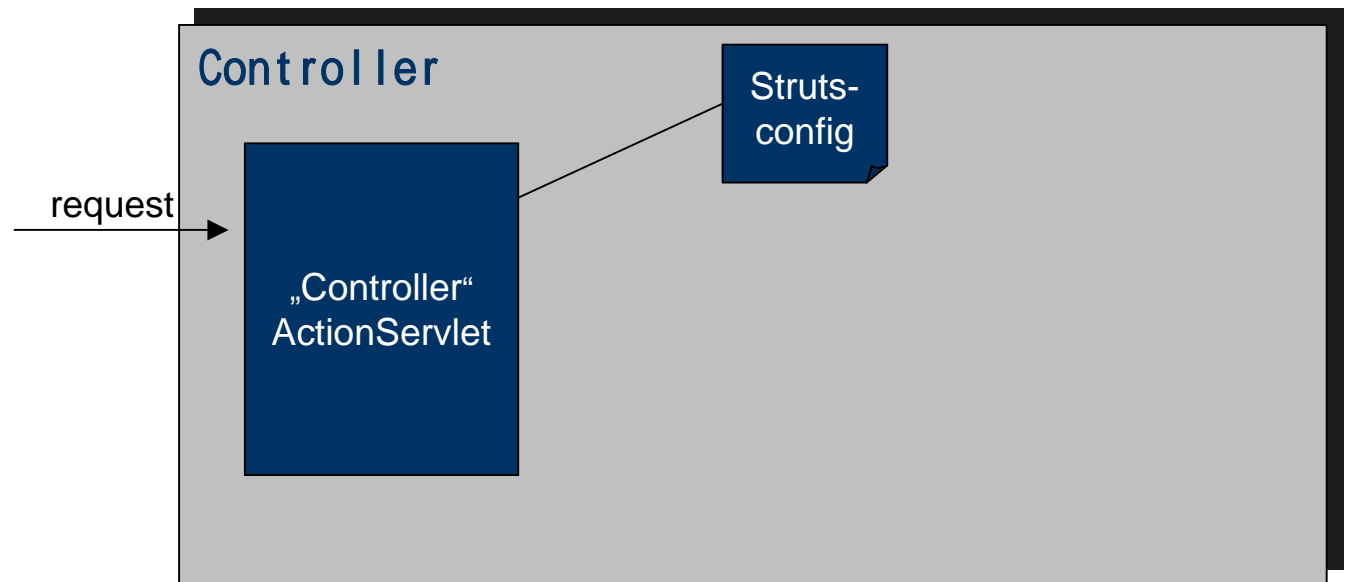 Controller
Struts-
config
request
„Controller“
ActionServlet